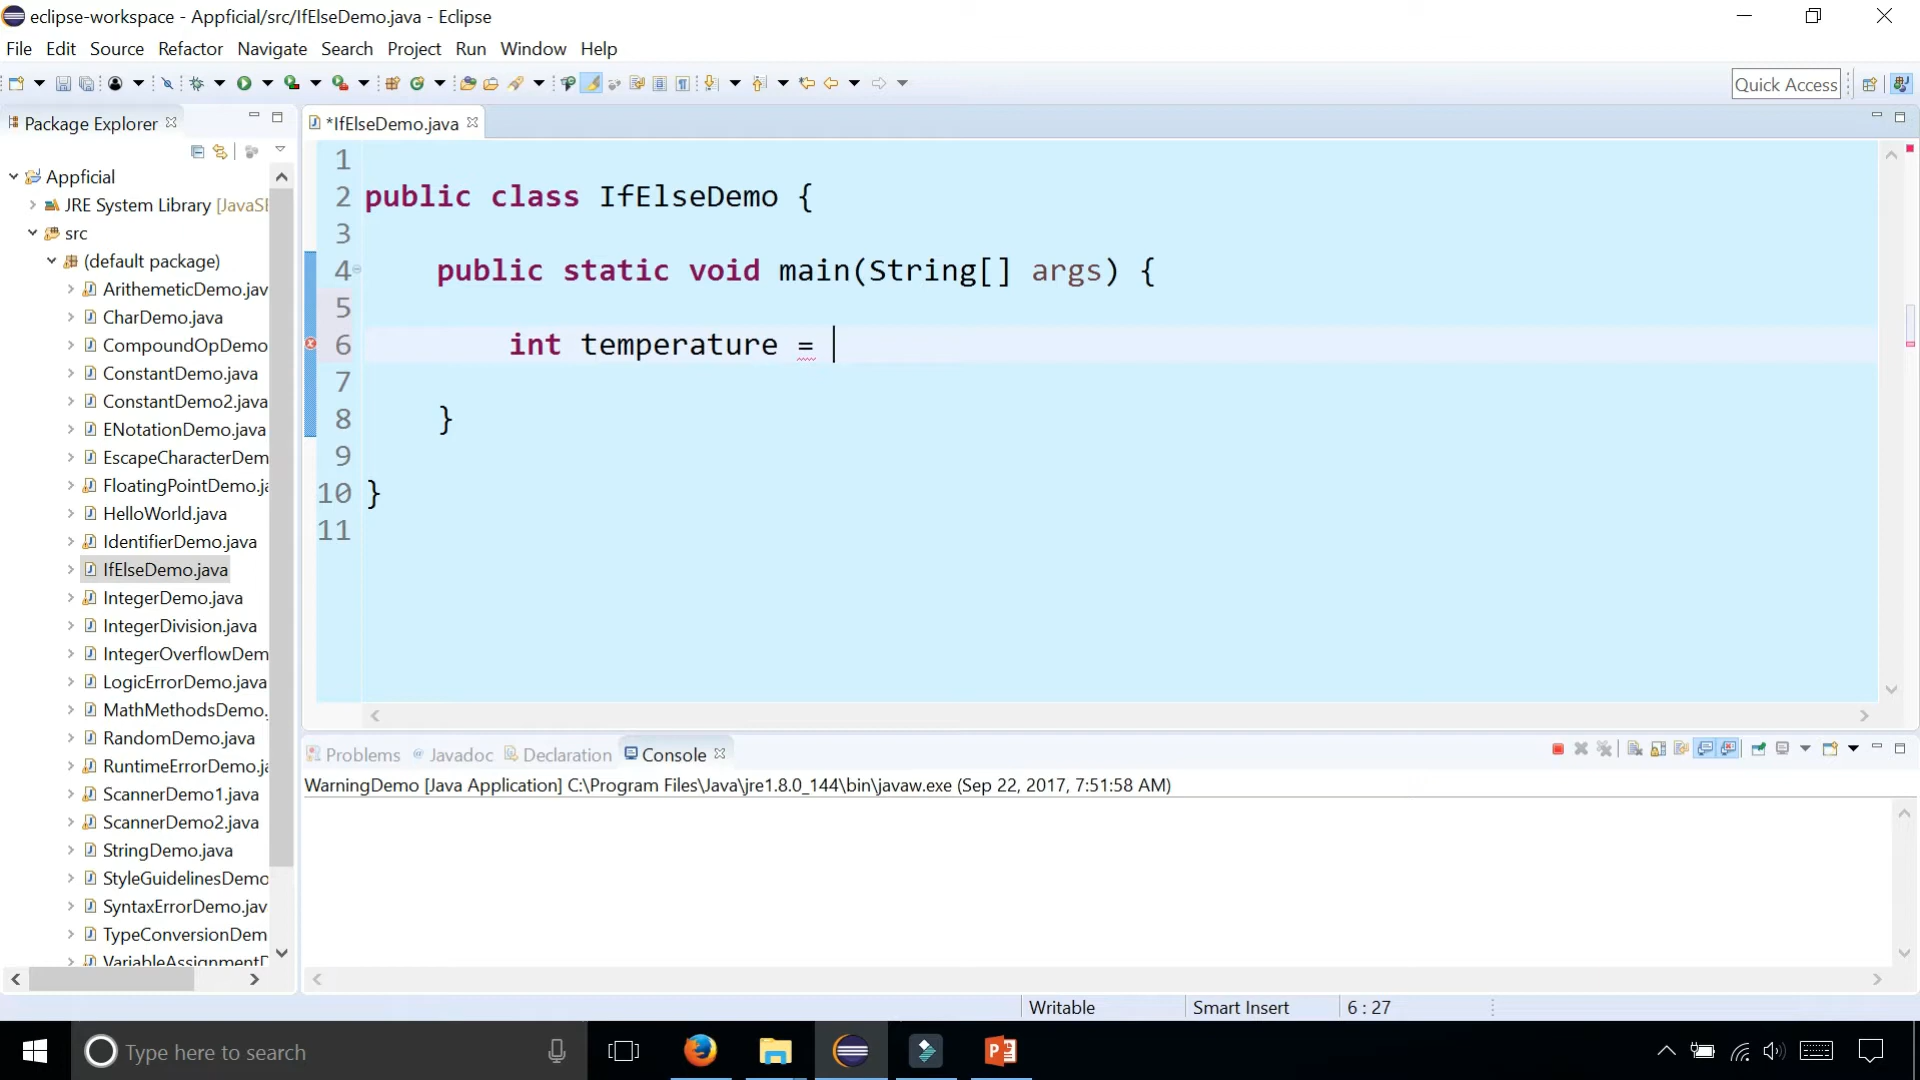 eclipse-workspace - Appficial/src/IfElseDemo.java - Eclipse
File Edit Source Refactor Navigate Search Project Run Window Help
Quick Access
Package Explorer
*IfElseDemo.java
Appficial
JRE System Library [JavaSE
src
(default package)
ArithemeticDemo.jav
CharDemo.java
CompoundOpDemo
ConstantDemo.java
ConstantDemo2.java
ENotationDemo.java
EscapeCharacterDem
FloatingPointDemo.ja
HelloWorld.java
IdentifierDemo.java
IfElseDemo.java
IntegerDemo.java
IntegerDivision.java
IntegerOverflowDem
LogicErrorDemo.java
MathMethodsDemo.
RandomDemo.java
RuntimeErrorDemo.ja
ScannerDemo1.java
ScannerDemo2.java
StringDemo.java
StyleGuidelinesDemo
SyntaxErrorDemo.jav
TypeConversionDem
VariableAssignmentD
1
2 public class IfElseDemo {
3
4 public static void main(String[] args) {
5
6 int temperature =
7
8 }
9
10 }
11
Problems Javadoc Declaration Console
WarningDemo [Java Application] C:\Program Files\Java\jre1.8.0_144\bin\javaw.exe (Sep 22, 2017, 7:51:58 AM)
Writable Smart Insert 6 : 27
Type here to search